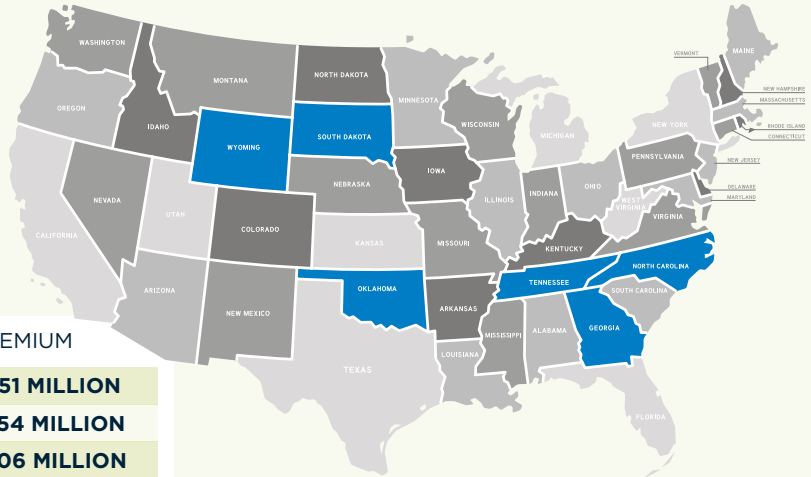 WASHINGTON
MONTANA
NORTH DAKOTA
MINNESOTA
VERMONT
MAINE
NEW HAMPSHIRE
MASSACHUSETTS
OREGON
IDAHO
WYOMING
SOUTH DAKOTA
WISCONSIN
MICHIGAN
NEW YORK
RHODE ISLAND
CONNECTICUT
NEVADA
UTAH
COLORADO
NEBRASKA
IOWA
ILLINOIS
INDIANA
OHIO
PENNSYLVANIA
NEW JERSEY
DELAWARE
MARYLAND
WEST
VIRGINIA
VIRGINIA
CALIFORNIA
KANSAS
MISSOURI
KENTUCKY
ARIZONA
NEW MEXICO
OKLAHOMA
ARKANSAS
TENNESSEE
NORTH CAROLINA
SOUTH CAROLINA
MISSISSIPPI
ALABAMA
GEORGIA
TEXAS
LOUISIANA
FLORIDA
EMIUM
51 MILLION
54 MILLION
06 MILLION